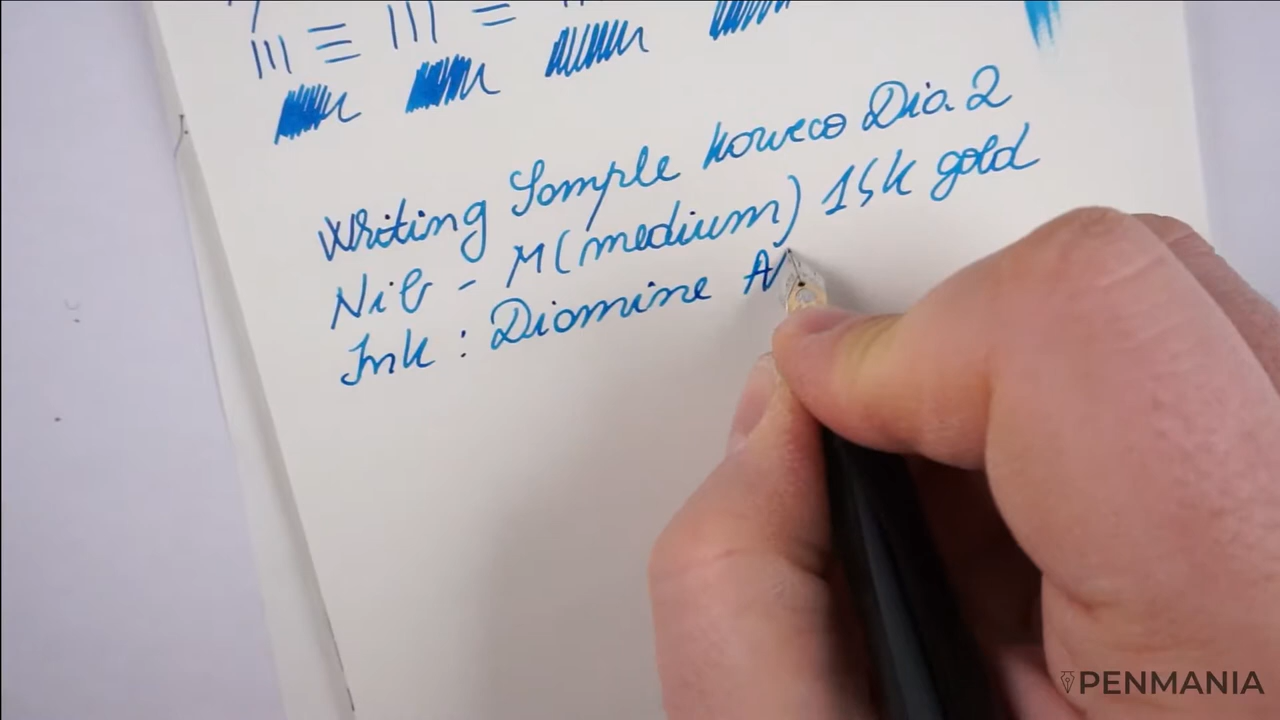 Writing Sample Kaweco Dia 2
Nib - M (medium) 14k gold
Ink : Diamine A
PENMANIA